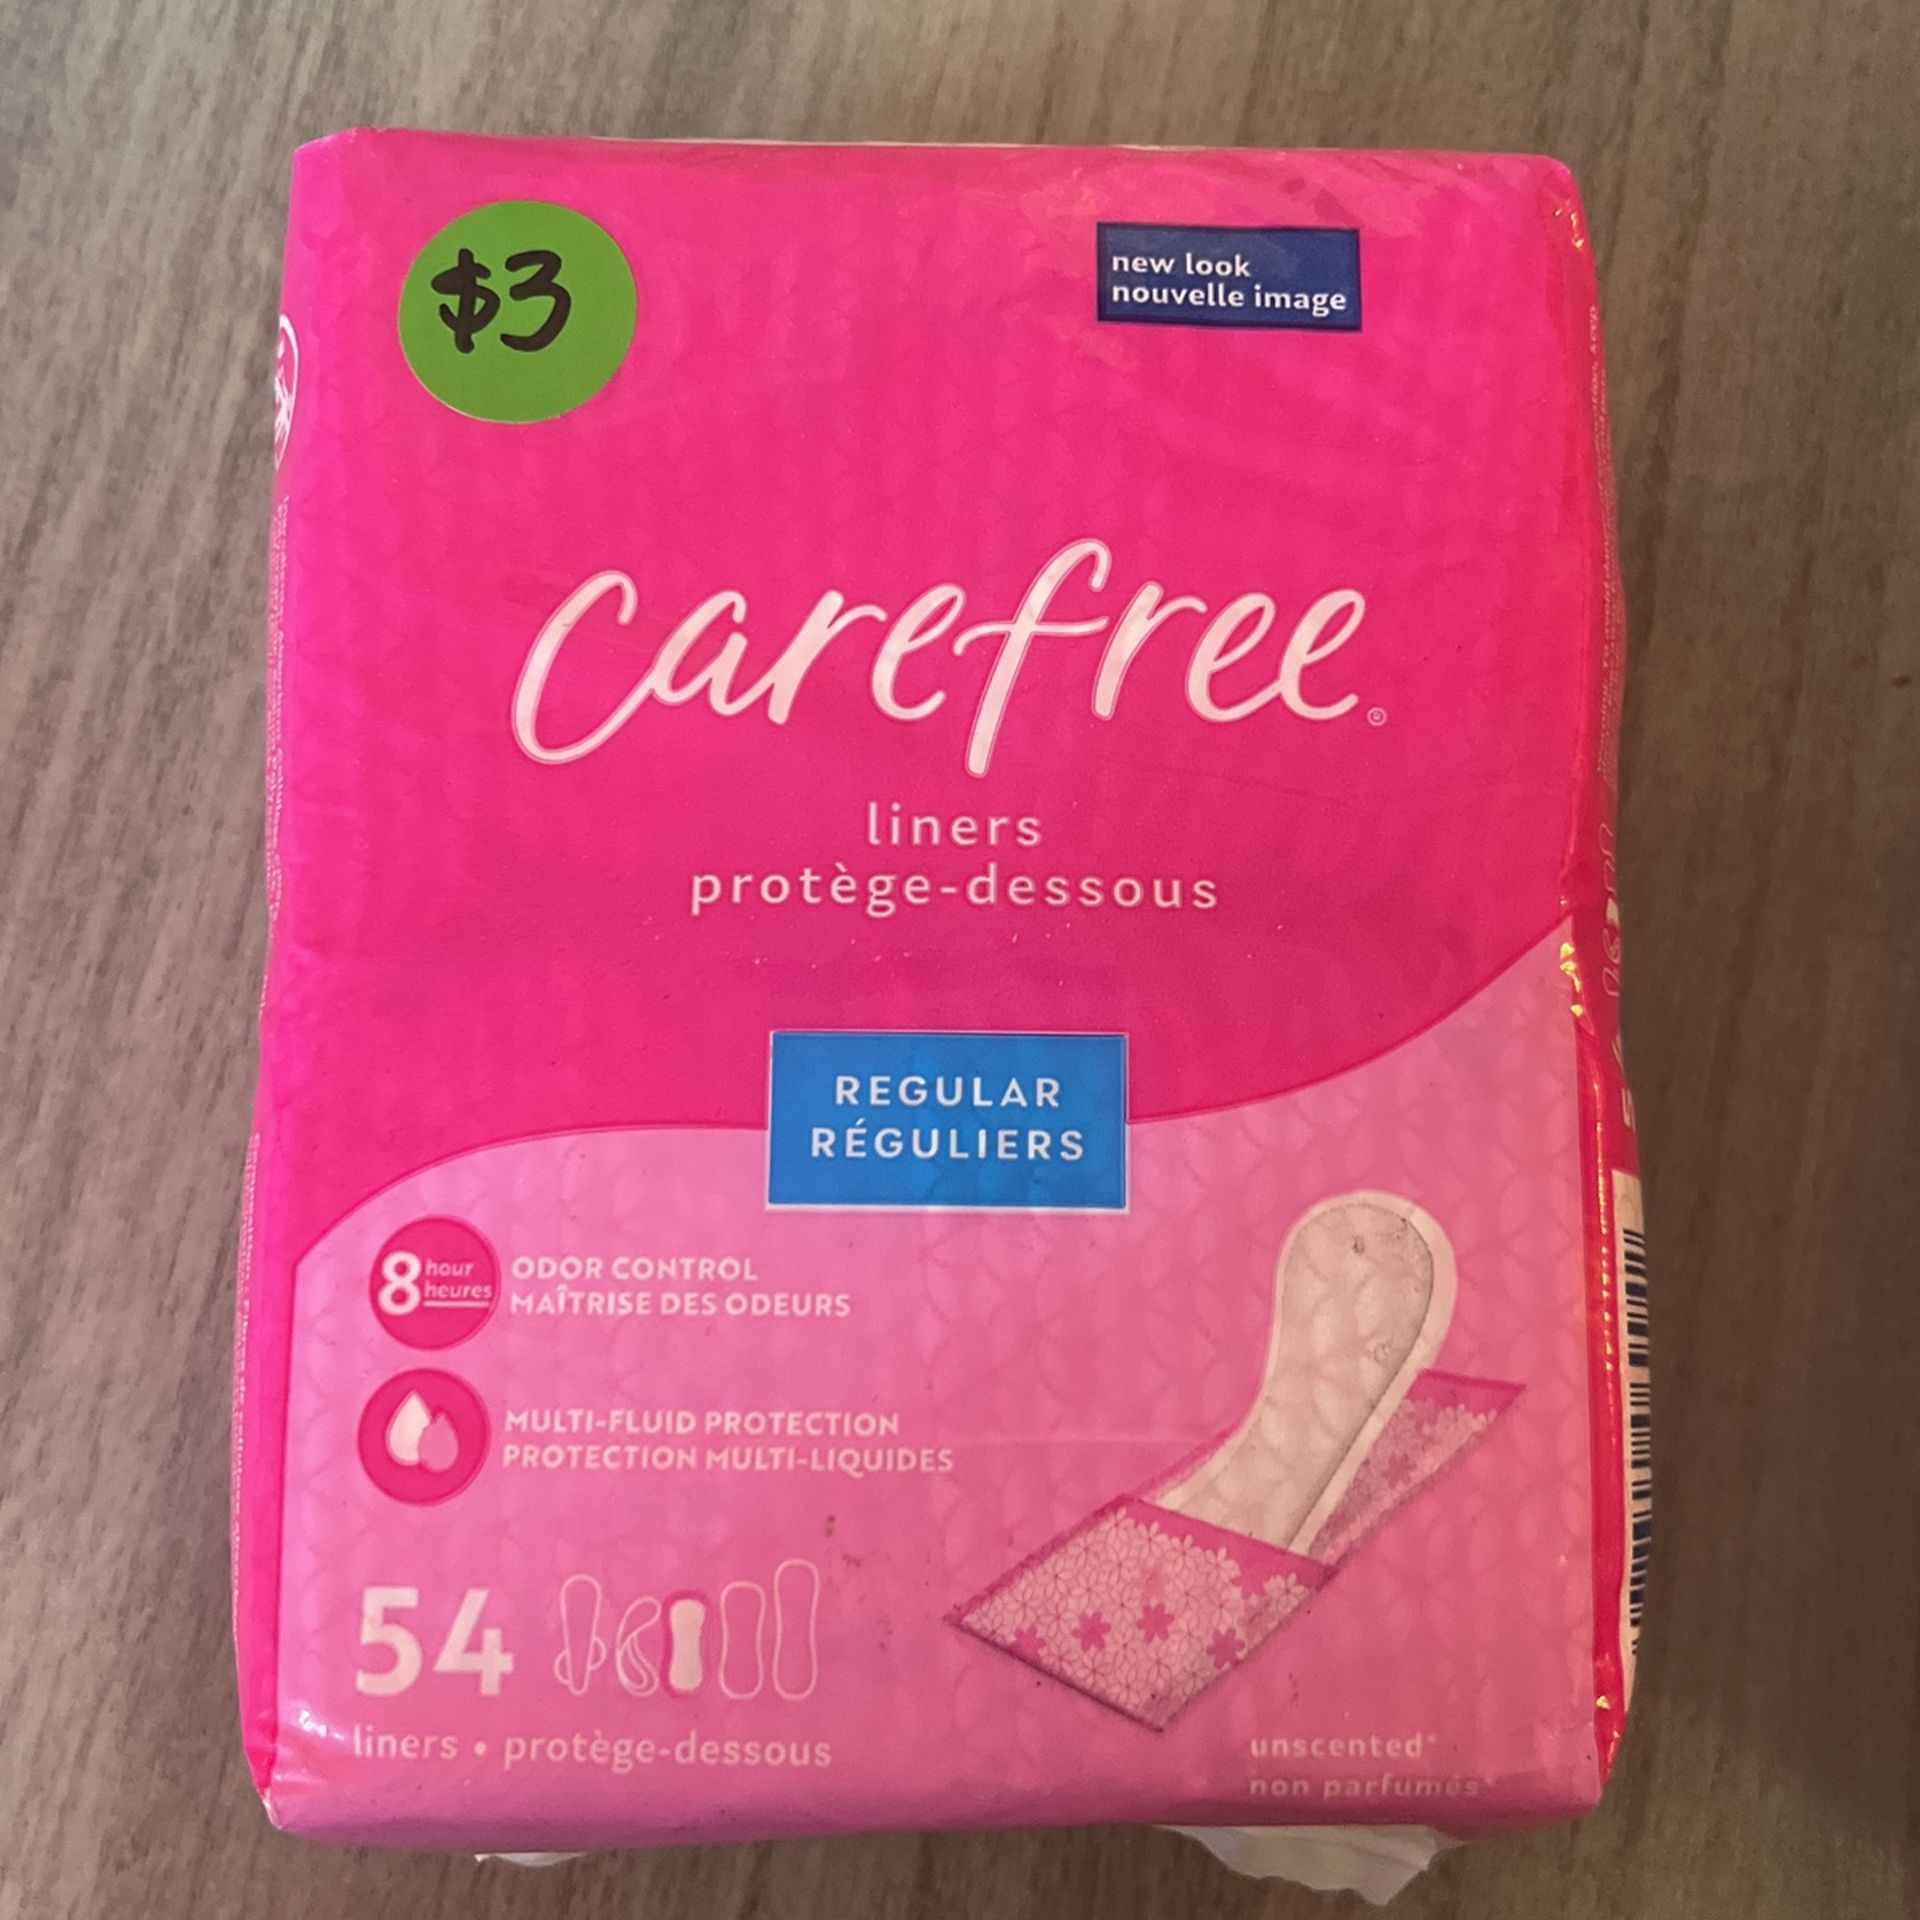 $3
new look
nouvelle image
carefree®
liners
protège-dessous
REGULAR
RÉGULIERS
8 hour
heures
ODOR CONTROL
MAÎTRISE DES ODEURS
MULTI-FLUID PROTECTION
PROTECTION MULTI-LIQUIDES
54
liners • protège-dessous
unscented*
non parfumés*